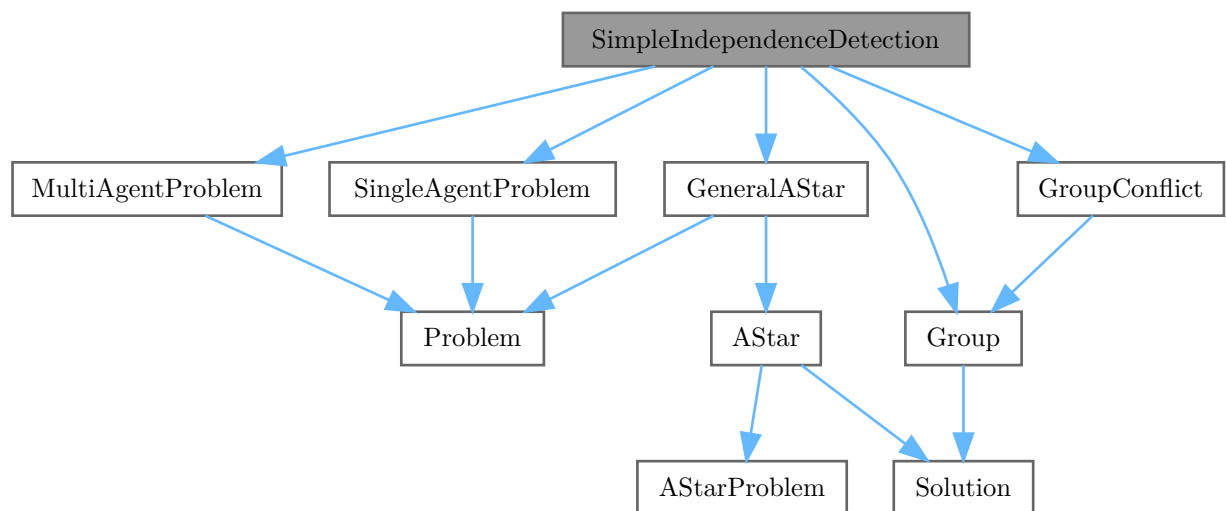 SimpleIndependenceDetection
MultiAgentProblem
SingleAgentProblem
GeneralAStar
GroupConflict
Problem
AStar
Group
AStarProblem
Solution